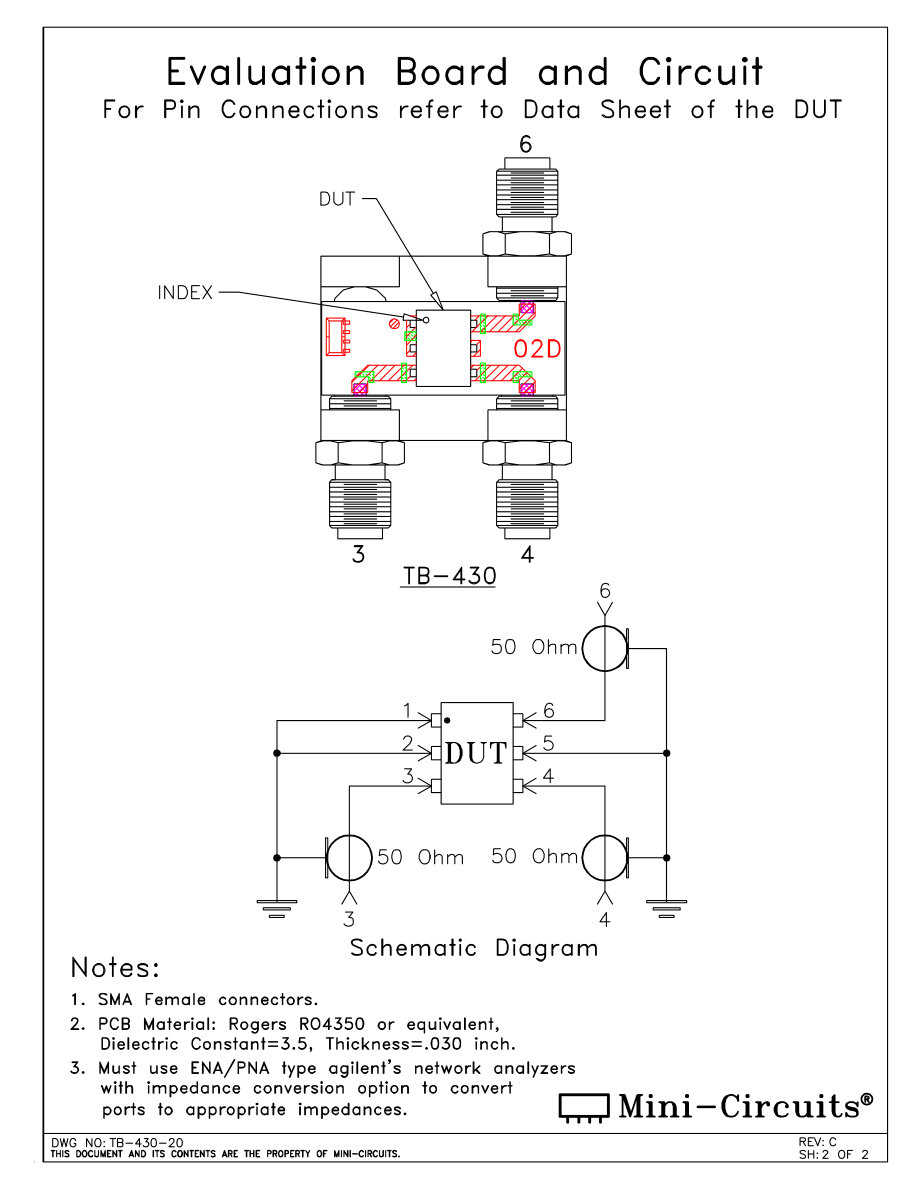 Evaluation Board and Circuit
For Pin Connections refer to Data Sheet of the DUT
6
DUT
INDEX
02D
3
4
TB-430
6
50 Ohm
1
6
2
DUT
5
3
4
50 Ohm
50 Ohm
3
4
Schematic Diagram
Notes:
1. SMA Female connectors.
2. PCB Material: Rogers RO4350 or equivalent,
Dielectric Constant=3.5, Thickness=.030 inch.
3. Must use ENA/PNA type agilent's network analyzers
with impedance conversion option to convert
ports to appropriate impedances.
Mini-Circuits®
DWG NO: TB-430-20
THIS DOCUMENT AND ITS CONTENTS ARE THE PROPERTY OF MINI-CIRCUITS.
REV: C
SH: 2 OF 2